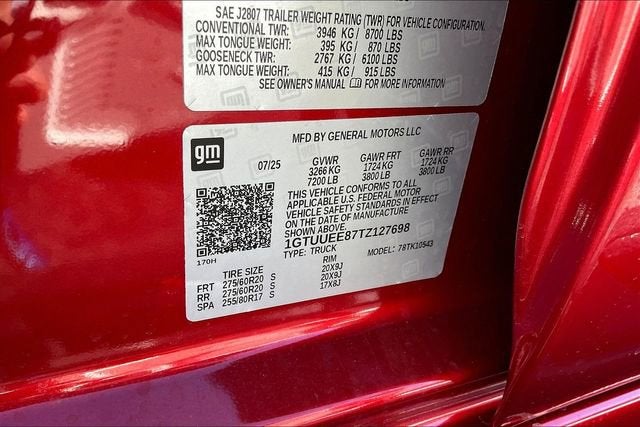 SAE J2807 TRAILER WEIGHT RATING (TWR) FOR VEHICLE CONFIGURATION.
CONVENTIONAL TWR: 3946 KG/ 8700 LBS
MAX TONGUE WEIGHT: 395 KG/ 870 LBS
GOOSENECK TWR: 2767 KG/ 6100 LBS
MAX TONGUE WEIGHT: 415 KG/ 915 LBS
SEE OWNER'S MANUAL gm FOR MORE INFORMATION
gm
MFD BY GENERAL MOTORS LLC
07/25 GVWR GAWR FRT GAWR RR
3266 KG 1724 KG 1724 KG
7200 LB 3800 LB 3800 LB
THIS VEHICLE CONFORMS TO ALL
APPLICABLE U.S. FEDERAL MOTOR
VEHICLE SAFETY STANDARDS IN EFFECT
ON THE DATE OF MANUFACTURE
SHOWN ABOVE.
1GTUUEE87TZ127698
TYPE: TRUCK MODEL: 78TK10543
170H
TIRE SIZE RIM
FRT 275/60R20 S 20X9J
RR 275/60R20 S 20X9J
SPA 255/80R17 S 17X8J